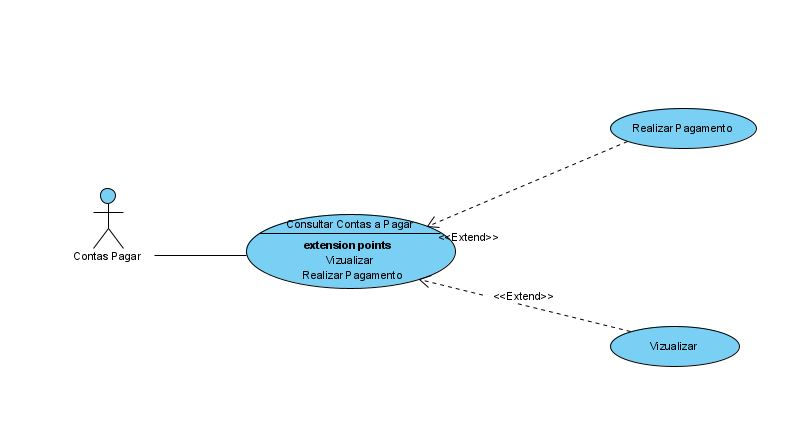 Realizar Pagamento
Consultar Contas a Pagar
<<Extend>>
extension points
Vizualizar
Realizar Pagamento
Contas Pagar
<<Extend>>
Vizualizar